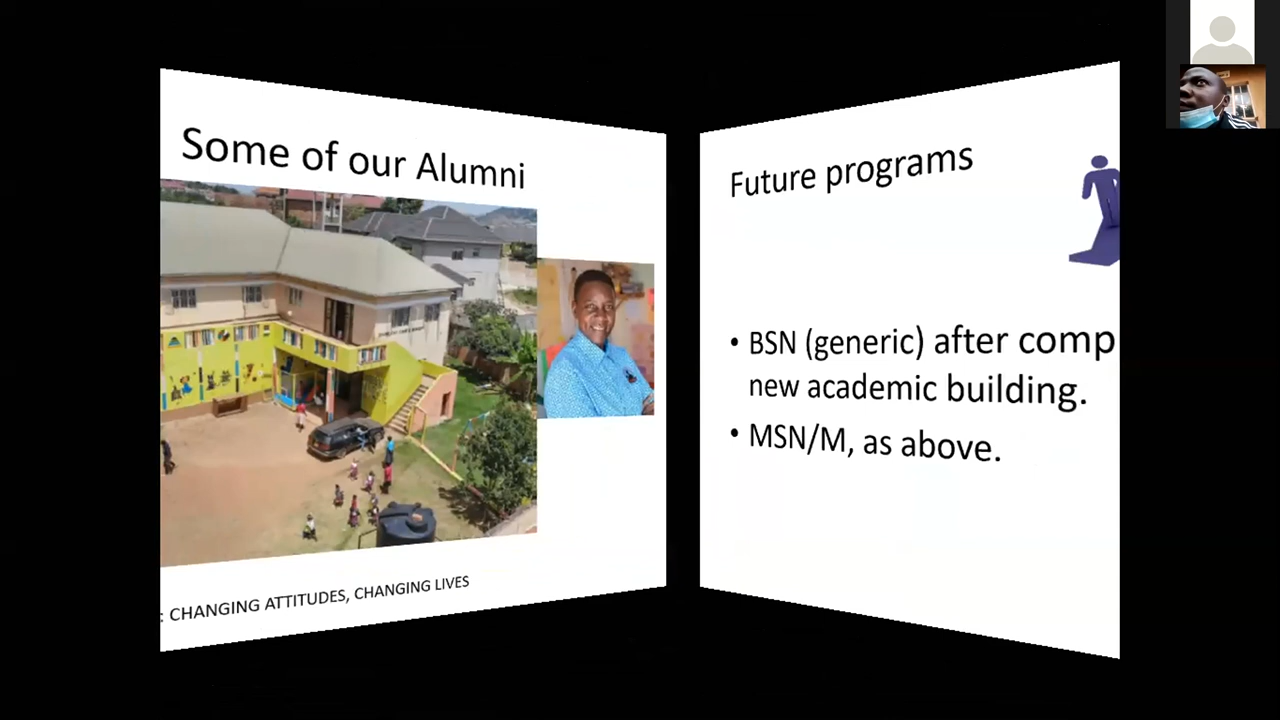 Some of our Alumni
: CHANGING ATTITUDES, CHANGING LIVES
Future programs
• BSN (generic) after comp
new academic building.
• MSN/M, as above.